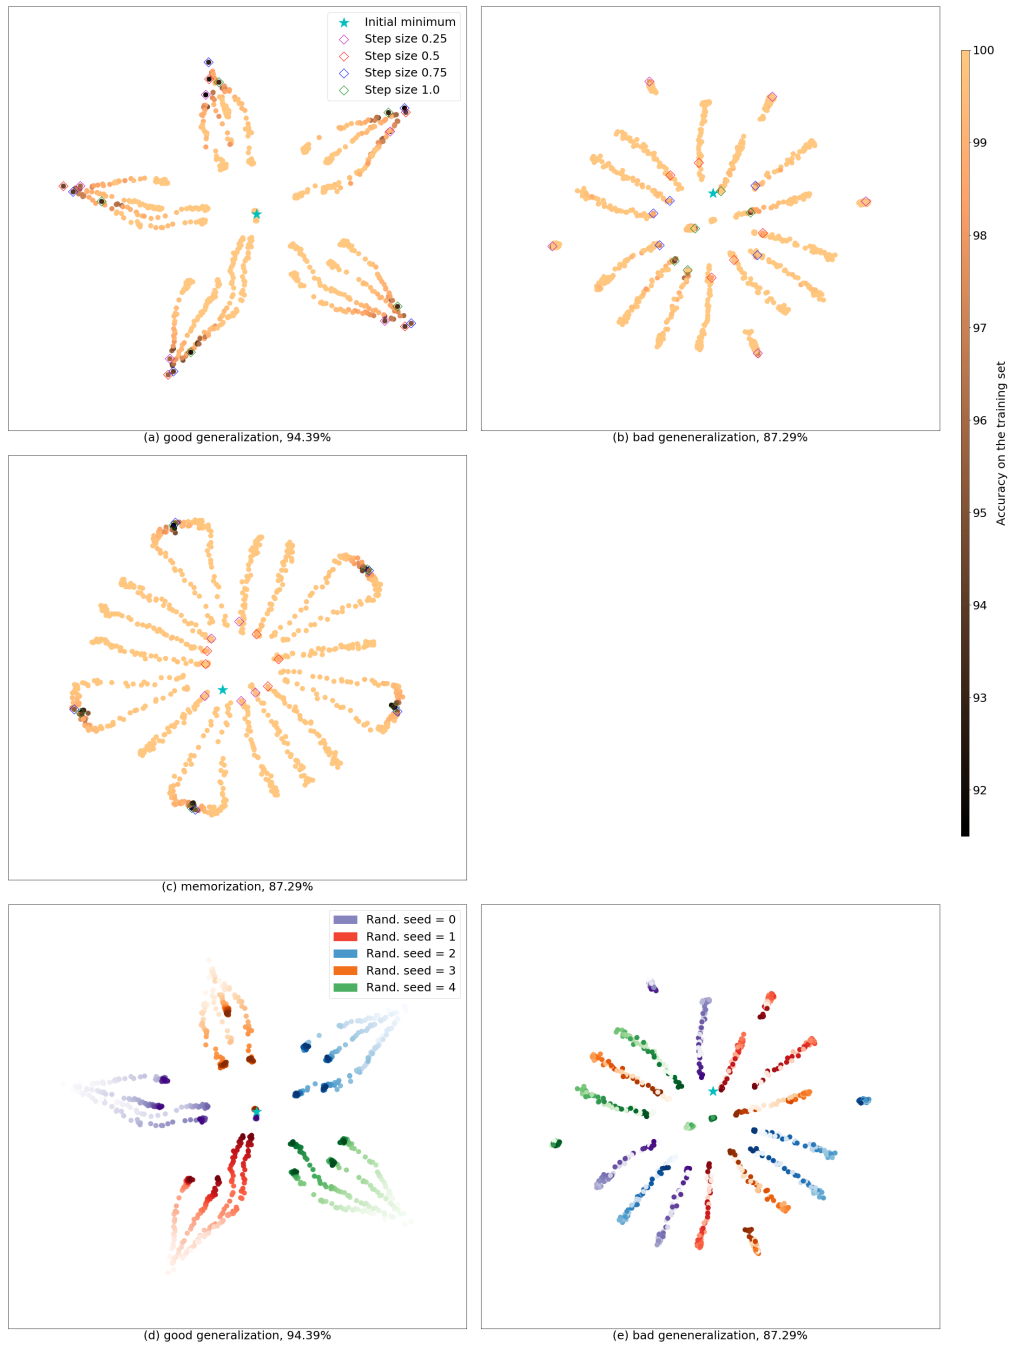 Initial minimum
Step size 0.25
Step size 0.5
Step size 0.75
Step size 1.0
(a) good generalization, 94.39%
(b) bad geneneralization, 87.29%
100
99
98
97
96
95
94
93
92
Accuracy on the training set
(c) memorization, 87.29%
Rand. seed = 0
Rand. seed = 1
Rand. seed = 2
Rand. seed = 3
Rand. seed = 4
(d) good generalization, 94.39%
(e) bad geneneralization, 87.29%